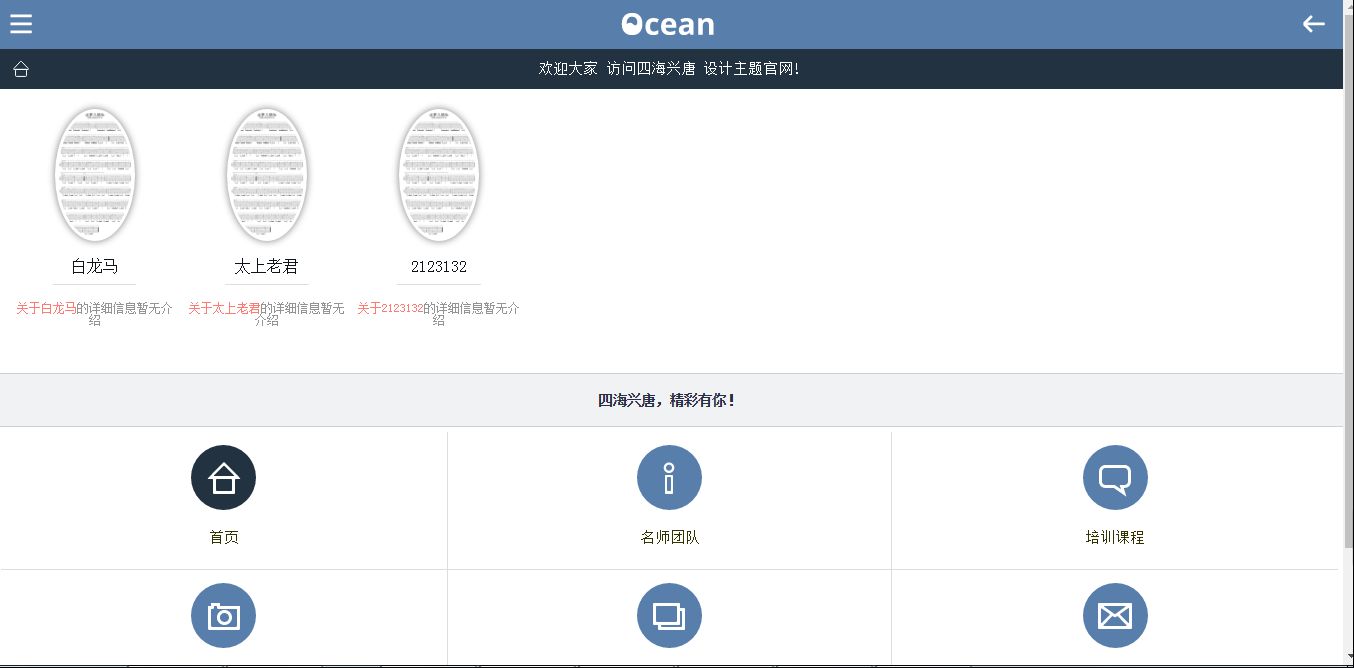 Ocean
欢迎大家 访问四海兴唐 设计主题官网!
白龙马
太上老君
2123132
关于白龙马的详细信息暂无介
绍
关于太上老君的详细信息暂无
介绍
关于2123132的详细信息暂无介
绍
四海兴唐，精彩有你！
首页
名师团队
培训课程